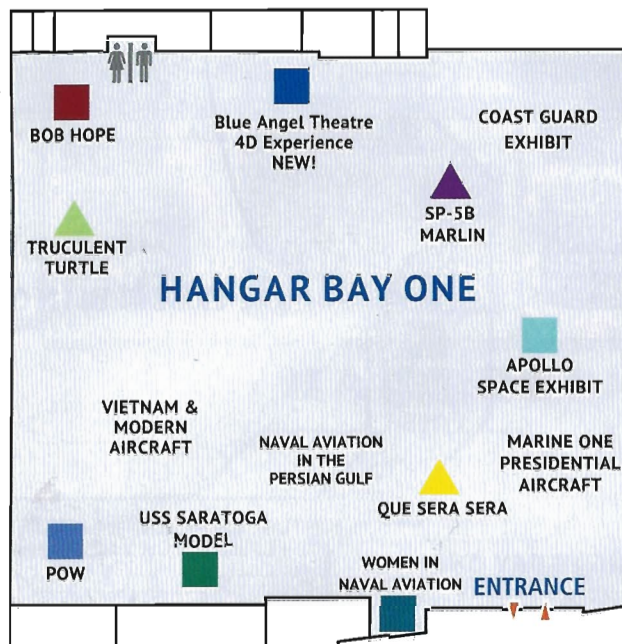 BOB HOPE
Blue Angel Theatre
4D Experience
NEW!
COAST GUARD
EXHIBIT
SP-5B
MARLIN
TRUCULENT
TURTLE
HANGAR BAY ONE
APOLLO
SPACE EXHIBIT
VIETNAM &
MODERN
AIRCRAFT
NAVAL AVIATION
IN THE
PERSIAN GULF
MARINE ONE
PRESIDENTIAL
AIRCRAFT
QUE SERA SERA
USS SARATOGA
MODEL
POW
WOMEN IN
NAVAL AVIATION
ENTRANCE